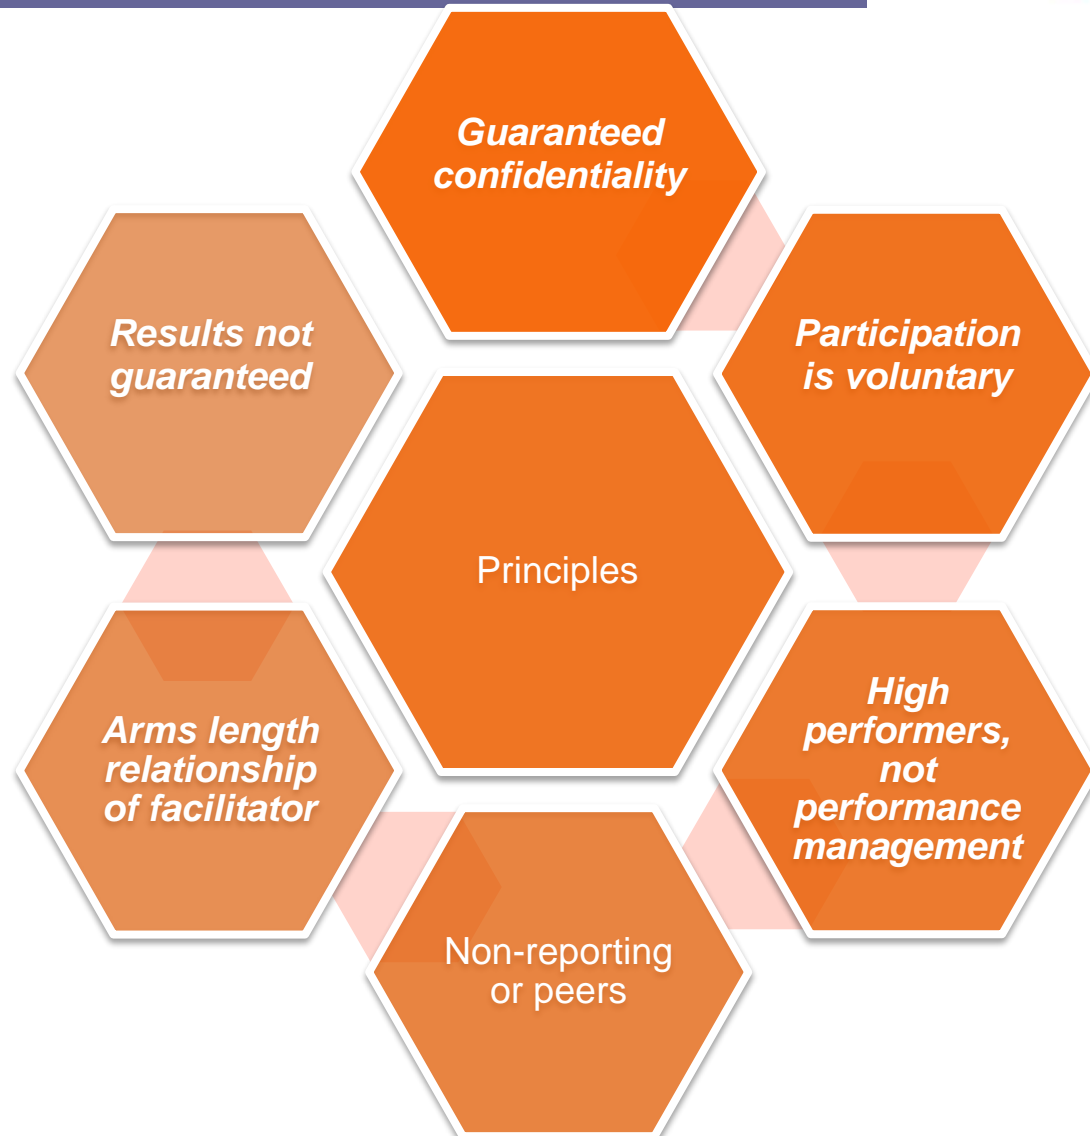 Guaranteed
confidentiality
Participation
is voluntary
High
performers,
not
performance
management
Non-reporting
or peers
Arms length
relationship
of facilitator
Results not
guaranteed
Principles